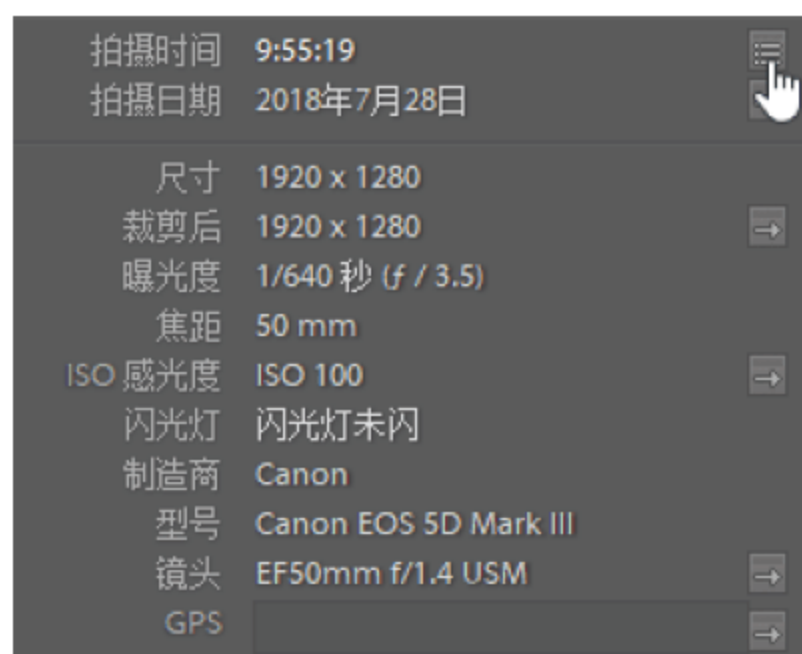 拍摄时间 9:55:19
拍摄日期 2018年7月28日
尺寸 1920 x 1280
裁剪后 1920 x 1280
曝光度 1/640 秒 (ƒ / 3.5)
焦距 50 mm
ISO 感光度 ISO 100
闪光灯 闪光灯未闪
制造商 Canon
型号 Canon EOS 5D Mark III
镜头 EF50mm f/1.4 USM
GPS